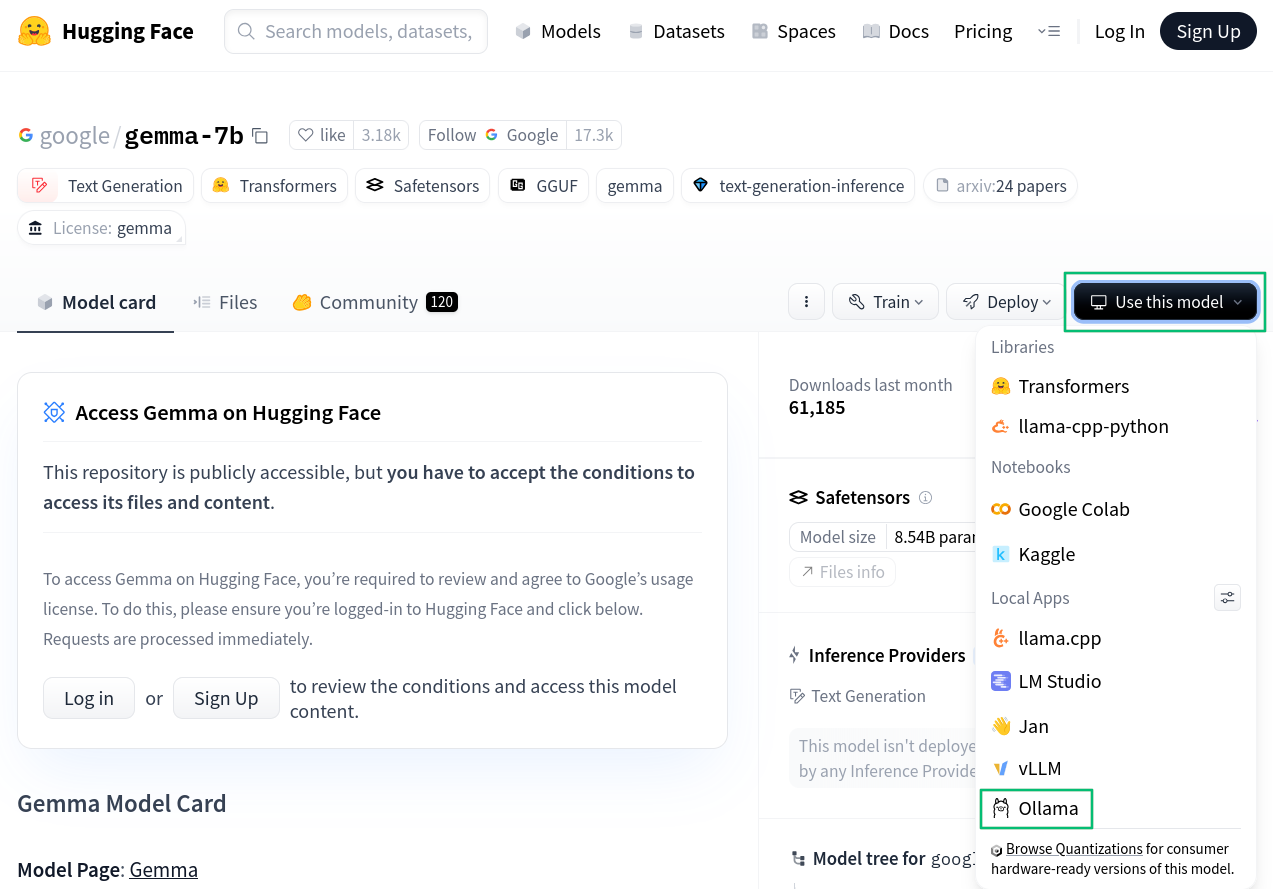 Hugging Face
Search models, datasets,
Models
Datasets
Spaces
Docs
Pricing
Log In
Sign Up
google/gemma-7b
like 3.18k
Follow Google 17.3k
Text Generation
Transformers
Safetensors
GGUF
gemma
text-generation-inference
arxiv:24 papers
License: gemma
Model card
Files
Community 120
Train
Deploy
Use this model
Access Gemma on Hugging Face
This repository is publicly accessible, but you have to accept the conditions to
access its files and content.
To access Gemma on Hugging Face, you’re required to review and agree to Google’s usage
license. To do this, please ensure you’re logged-in to Hugging Face and click below.
Requests are processed immediately.
Log in or Sign Up to review the conditions and access this model
content.
Gemma Model Card
Model Page: Gemma
Downloads last month
61,185
Safetensors
Model size 8.54B
Files info
Inference Providers
Text Generation
This model isn't
by any Inference
Model tree for
Libraries
Transformers
llama-cpp-python
Notebooks
Google Colab
Kaggle
Local Apps
llama.cpp
LM Studio
Jan
vLLM
Ollama
Browse Quantizations for consumer
hardware-ready versions of this model.